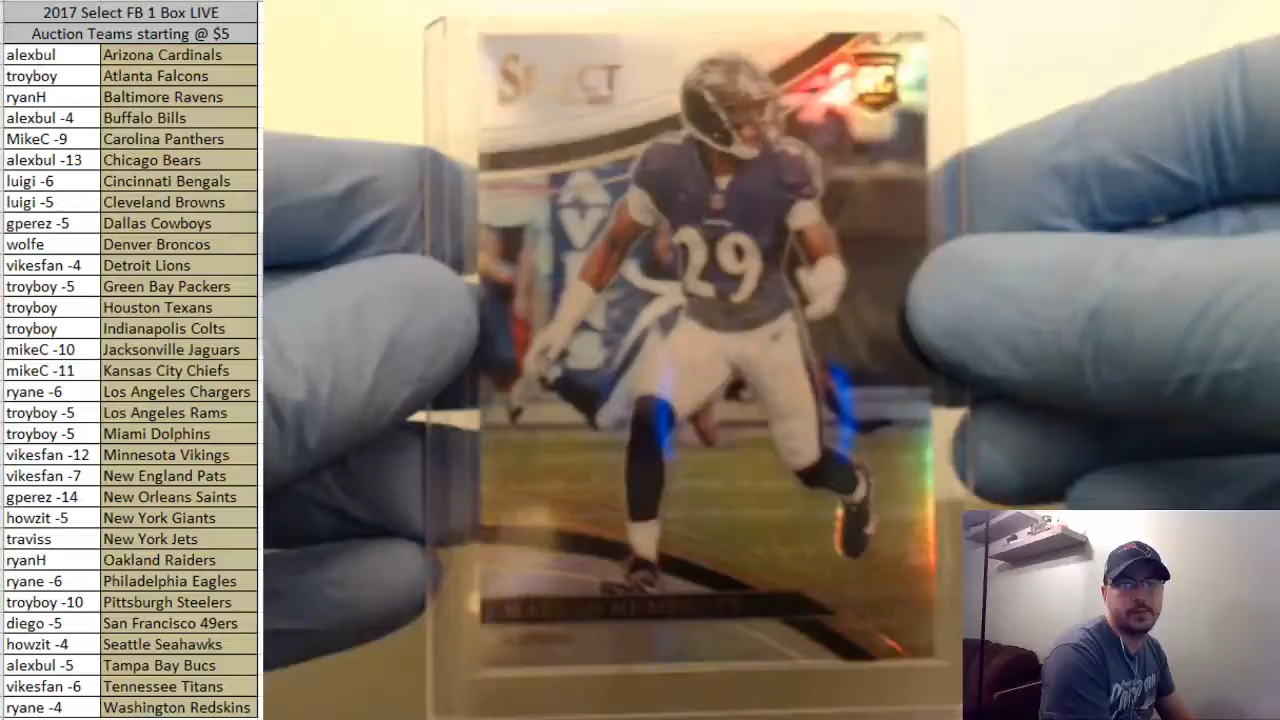 2017 Select FB 1 Box LIVE
Auction Teams starting @ $5
alexbul Arizona Cardinals
troyboy Atlanta Falcons
ryanH Baltimore Ravens
alexbul -4 Buffalo Bills
MikeC -9 Carolina Panthers
alexbul -13 Chicago Bears
luigi -6 Cincinnati Bengals
luigi -5 Cleveland Browns
gperez -5 Dallas Cowboys
wolfe Denver Broncos
vikesfan -4 Detroit Lions
troyboy -5 Green Bay Packers
troyboy Houston Texans
troyboy Indianapolis Colts
mikeC -10 Jacksonville Jaguars
mikeC -11 Kansas City Chiefs
ryane -6 Los Angeles Chargers
troyboy -5 Los Angeles Rams
troyboy -5 Miami Dolphins
vikesfan -12 Minnesota Vikings
vikesfan -7 New England Pats
gperez -14 New Orleans Saints
howzit -5 New York Giants
traviss New York Jets
ryanH Oakland Raiders
ryane -6 Philadelphia Eagles
troyboy -10 Pittsburgh Steelers
diego -5 San Francisco 49ers
howzit -4 Seattle Seahawks
alexbul -5 Tampa Bay Bucs
vikesfan -6 Tennessee Titans
ryane -4 Washington Redskins
SELECT
RC
29